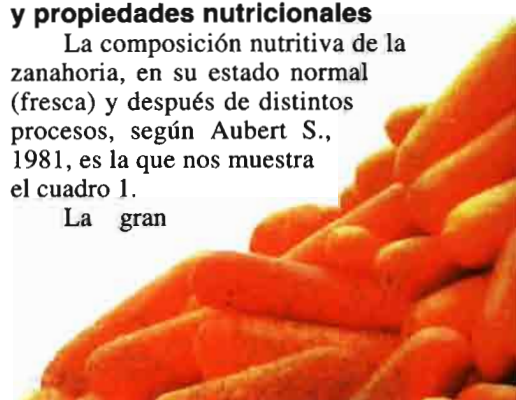 y propiedades nutricionales
La composición nutritiva de la
zanahoria, en su estado normal
(fresca) y después de distintos
procesos, según Aubert S.,
1981, es la que nos muestra
el cuadro 1.
La gran